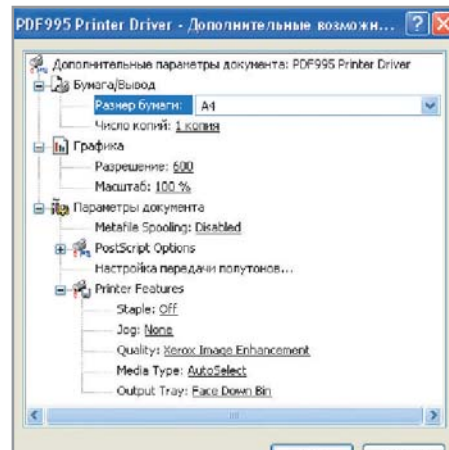 PDF995 Printer Driver - Дополнительные возможн...
Дополнительные параметры документа: PDF995 Printer Driver
Бумага/Вывод
Размер бумаги: A4
Число копий: 1 копия
Графика
Разрешение: 600
Масштаб: 100 %
Параметры документа
Metafile Spooling: Disabled
PostScript Options
Настройка передачи полутонов...
Printer Features
Staple: Off
Jog: None
Quality: Xerox Image Enhancement
Media Type: AutoSelect
Output Tray: Face Down Bin